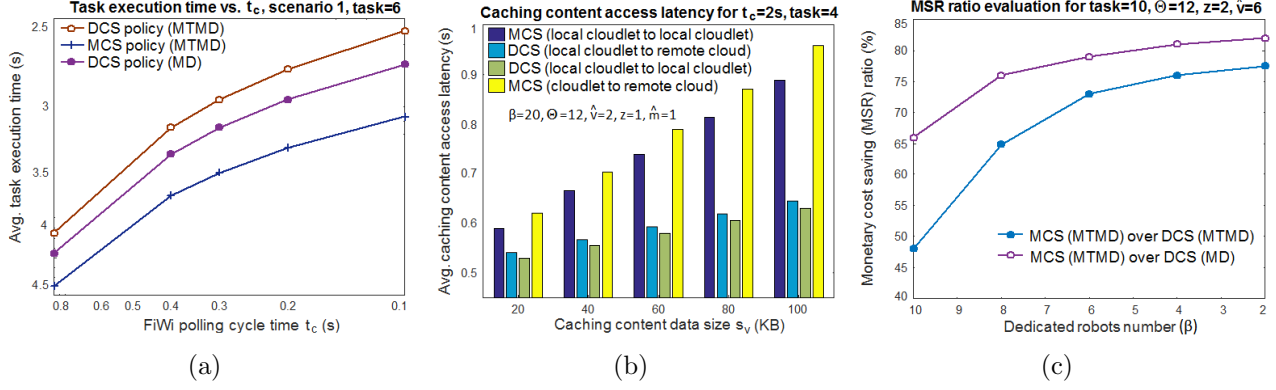 Task execution time vs. t_c, scenario 1, task=6
2.5
3
3.5
4
4.5
Avg. task execution time (s)
DCS policy (MTMD)
MCS policy (MTMD)
DCS policy (MD)
0.8 0.6 0.5 0.4 0.3 0.2 0.1
FiWi polling cycle time t_c (s)
(a)
Caching content access latency for t_c=2s, task=4
1
0.9
0.8
0.7
0.6
0.5
Avg. caching content access latency (s)
MCS (local cloudlet to local cloudlet)
DCS (local cloudlet to remote cloud)
DCS (local cloudlet to local cloudlet)
MCS (cloudlet to remote cloud)
β=20, Θ=12, v̂=2, z=1, m̂=1
20 40 60 80 100
Caching content data size s_v (KB)
(b)
MSR ratio evaluation for task=10, Θ=12, z=2, v̂=6
85
80
75
70
65
60
55
50
45
40
Monetary cost saving (MSR) ratio (%)
MCS (MTMD) over DCS (MTMD)
MCS (MTMD) over DCS (MD)
10 9 8 7 6 5 4 3 2
Dedicated robots number (β)
(c)